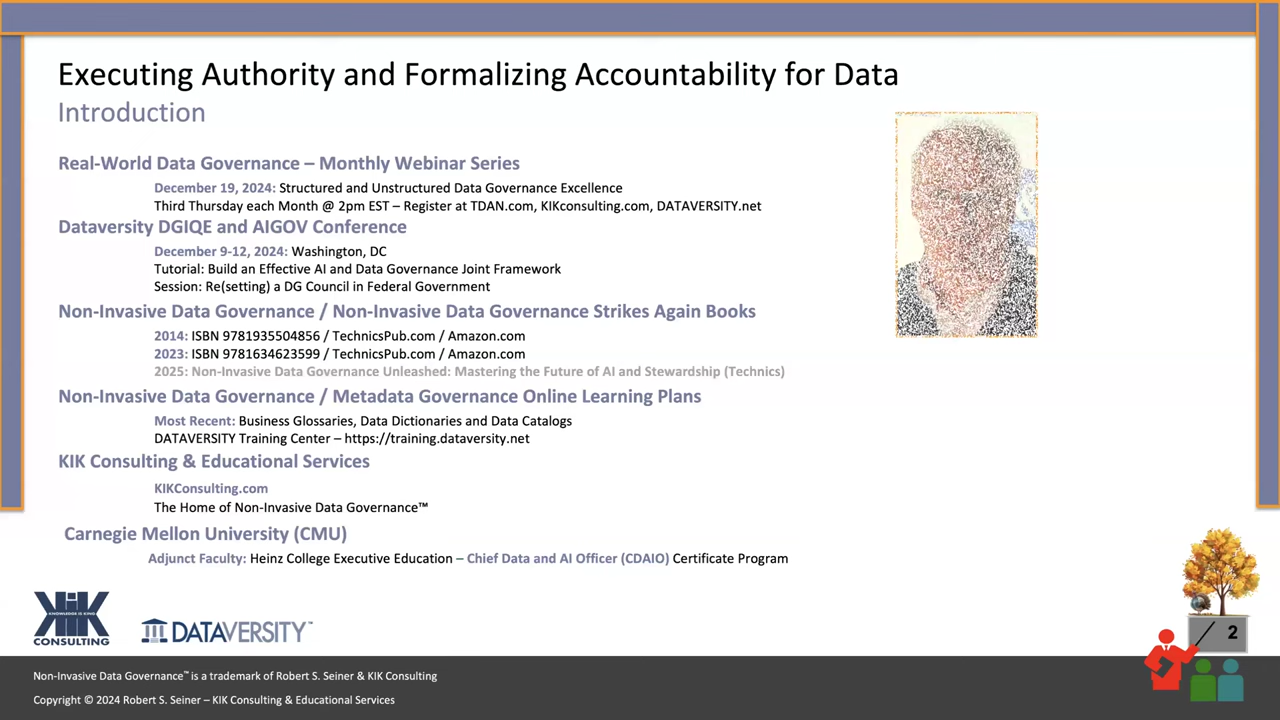 Executing Authority and Formalizing Accountability for Data
Introduction
Real-World Data Governance – Monthly Webinar Series
December 19, 2024: Structured and Unstructured Data Governance Excellence
Third Thursday each Month @ 2pm EST – Register at TDAN.com, KIKconsulting.com, DATAVERSITY.net
Dataversity DGIQE and AIGOV Conference
December 9-12, 2024: Washington, DC
Tutorial: Build an Effective AI and Data Governance Joint Framework
Session: Re(setting) a DG Council in Federal Government
Non-Invasive Data Governance / Non-Invasive Data Governance Strikes Again Books
2014: ISBN 9781935504856 / TechnicsPub.com / Amazon.com
2023: ISBN 9781634623599 / TechnicsPub.com / Amazon.com
2025: Non-Invasive Data Governance Unleashed: Mastering the Future of AI and Stewardship (Technics)
Non-Invasive Data Governance / Metadata Governance Online Learning Plans
Most Recent: Business Glossaries, Data Dictionaries and Data Catalogs
DATAVERSITY Training Center – https://training.dataversity.net
KIK Consulting & Educational Services
KIKConsulting.com
The Home of Non-Invasive Data Governance™
Carnegie Mellon University (CMU)
Adjunct Faculty: Heinz College Executive Education – Chief Data and AI Officer (CDAIO) Certificate Program
KIK
KNOWLEDGE IS KING
CONSULTING
DATAVERSITY™
2
Non-Invasive Data Governance™ is a trademark of Robert S. Seiner & KIK Consulting
Copyright © 2024 Robert S. Seiner – KIK Consulting & Educational Services